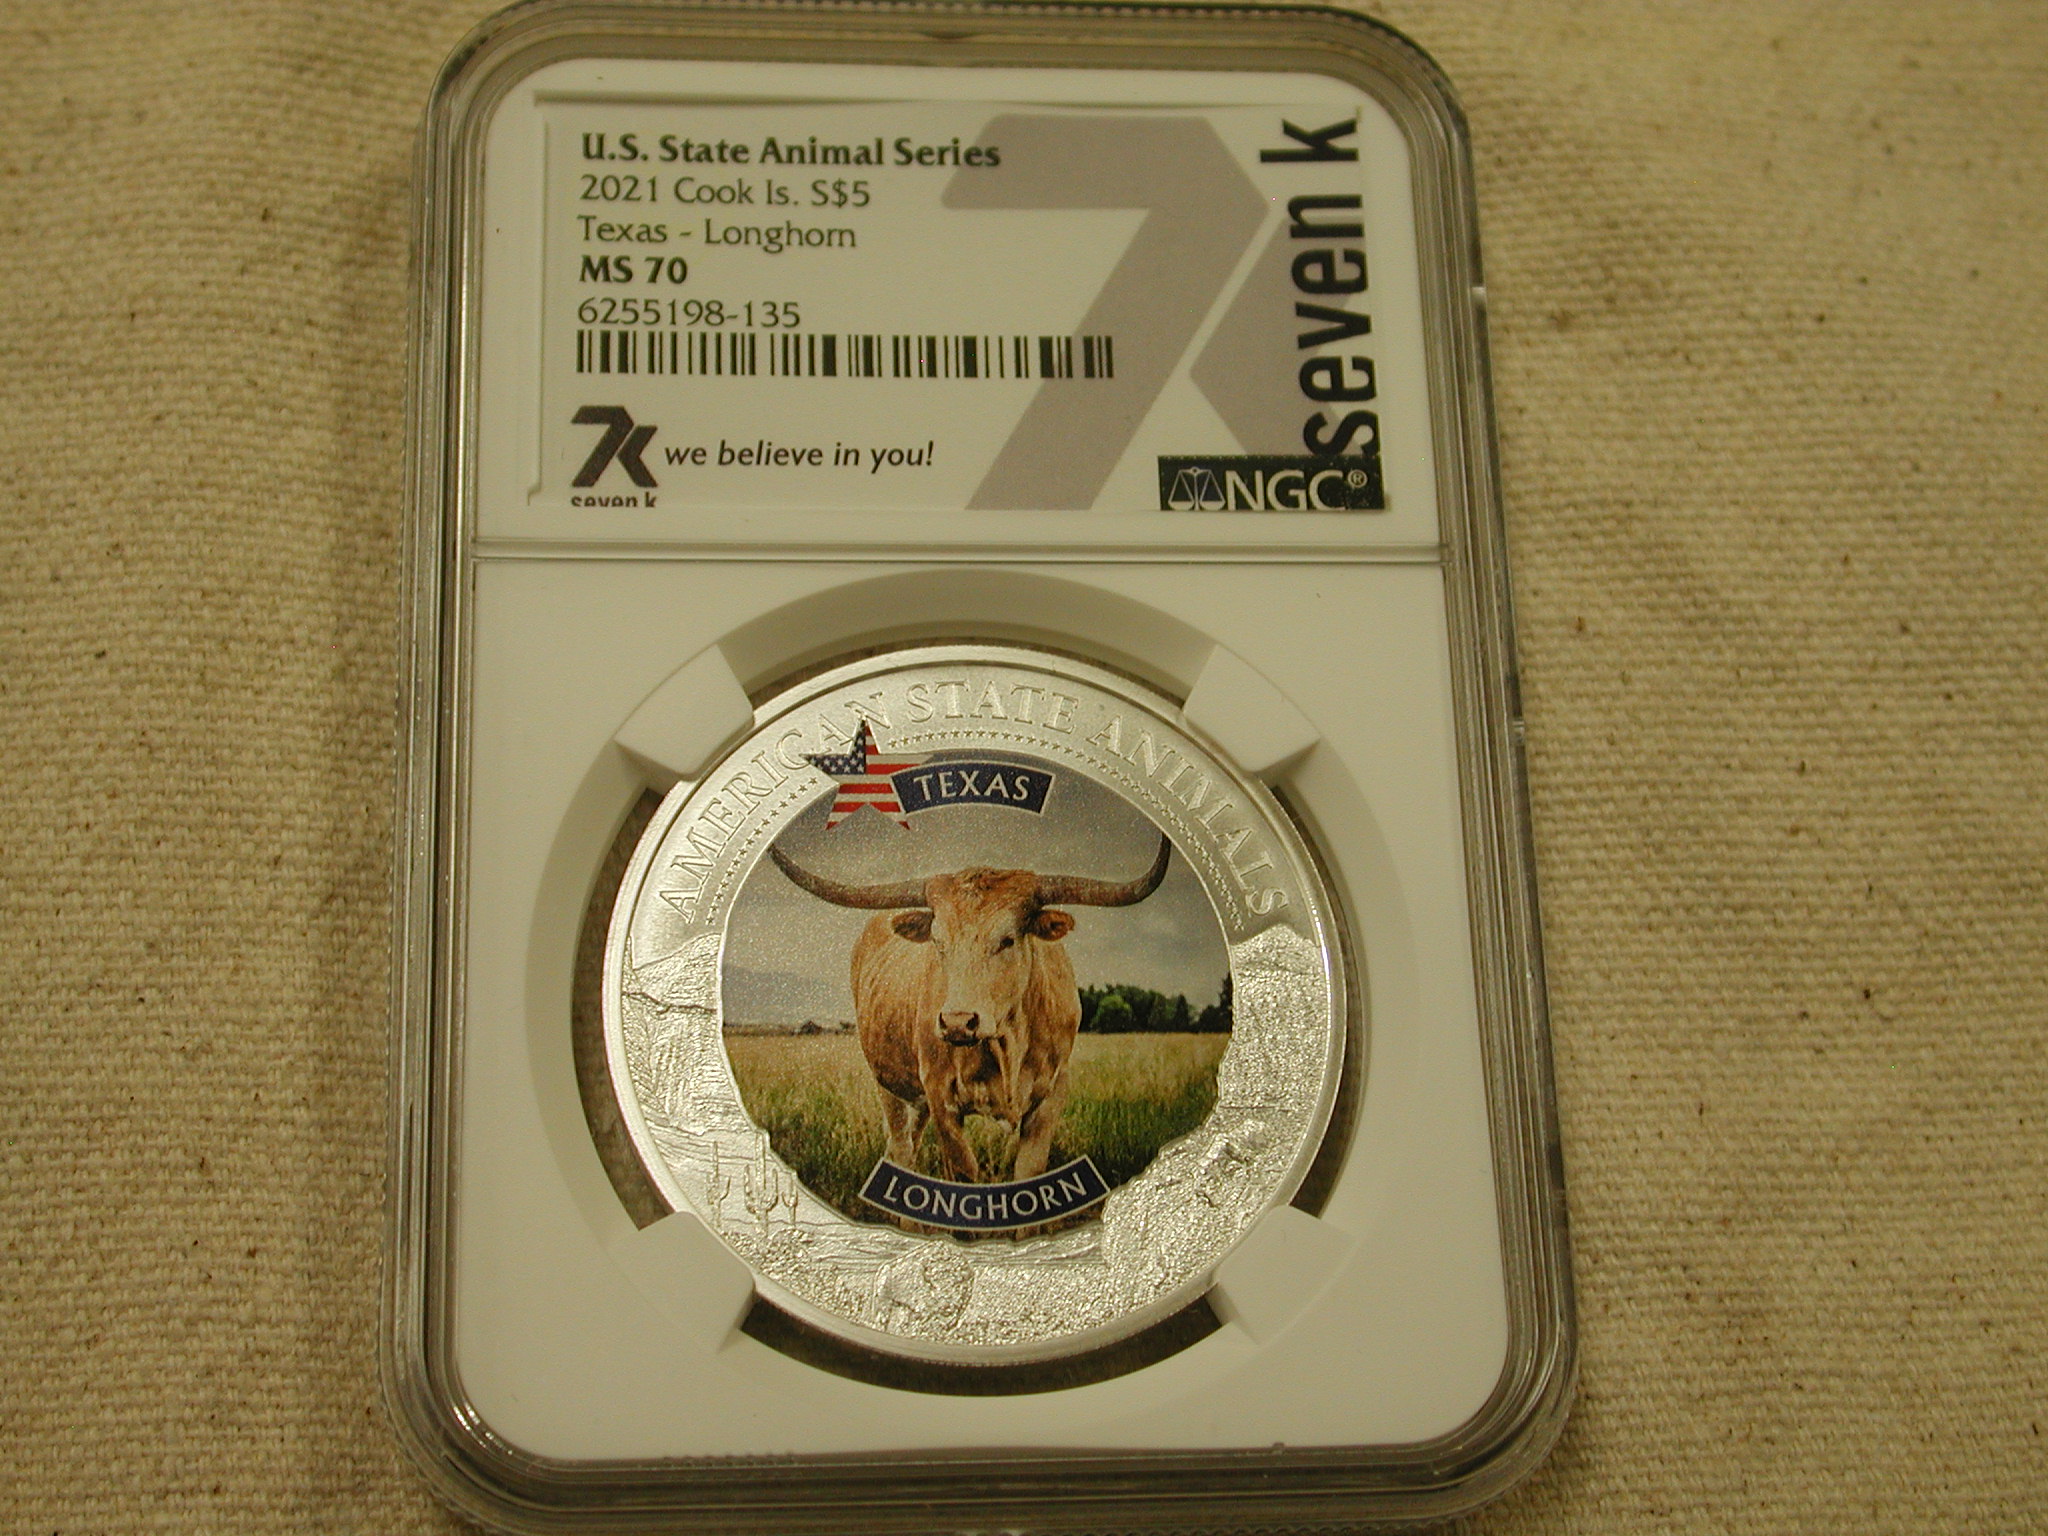 U.S. State Animal Series
2021 Cook Is. S$5
Texas - Longhorn
MS 70
6255198-135
7k we believe in you!
seven k
seven k
NGC®
AMERICAN STATE ANIMALS
TEXAS
LONGHORN